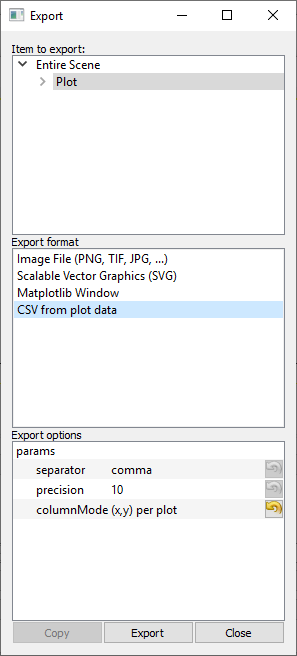 Export
Item to export:
Entire Scene
Plot
Export format
Image File (PNG, TIF, JPG, ...)
Scalable Vector Graphics (SVG)
Matplotlib Window
CSV from plot data
Export options
params
separator comma
precision 10
columnMode (x,y) per plot
Copy Export Close